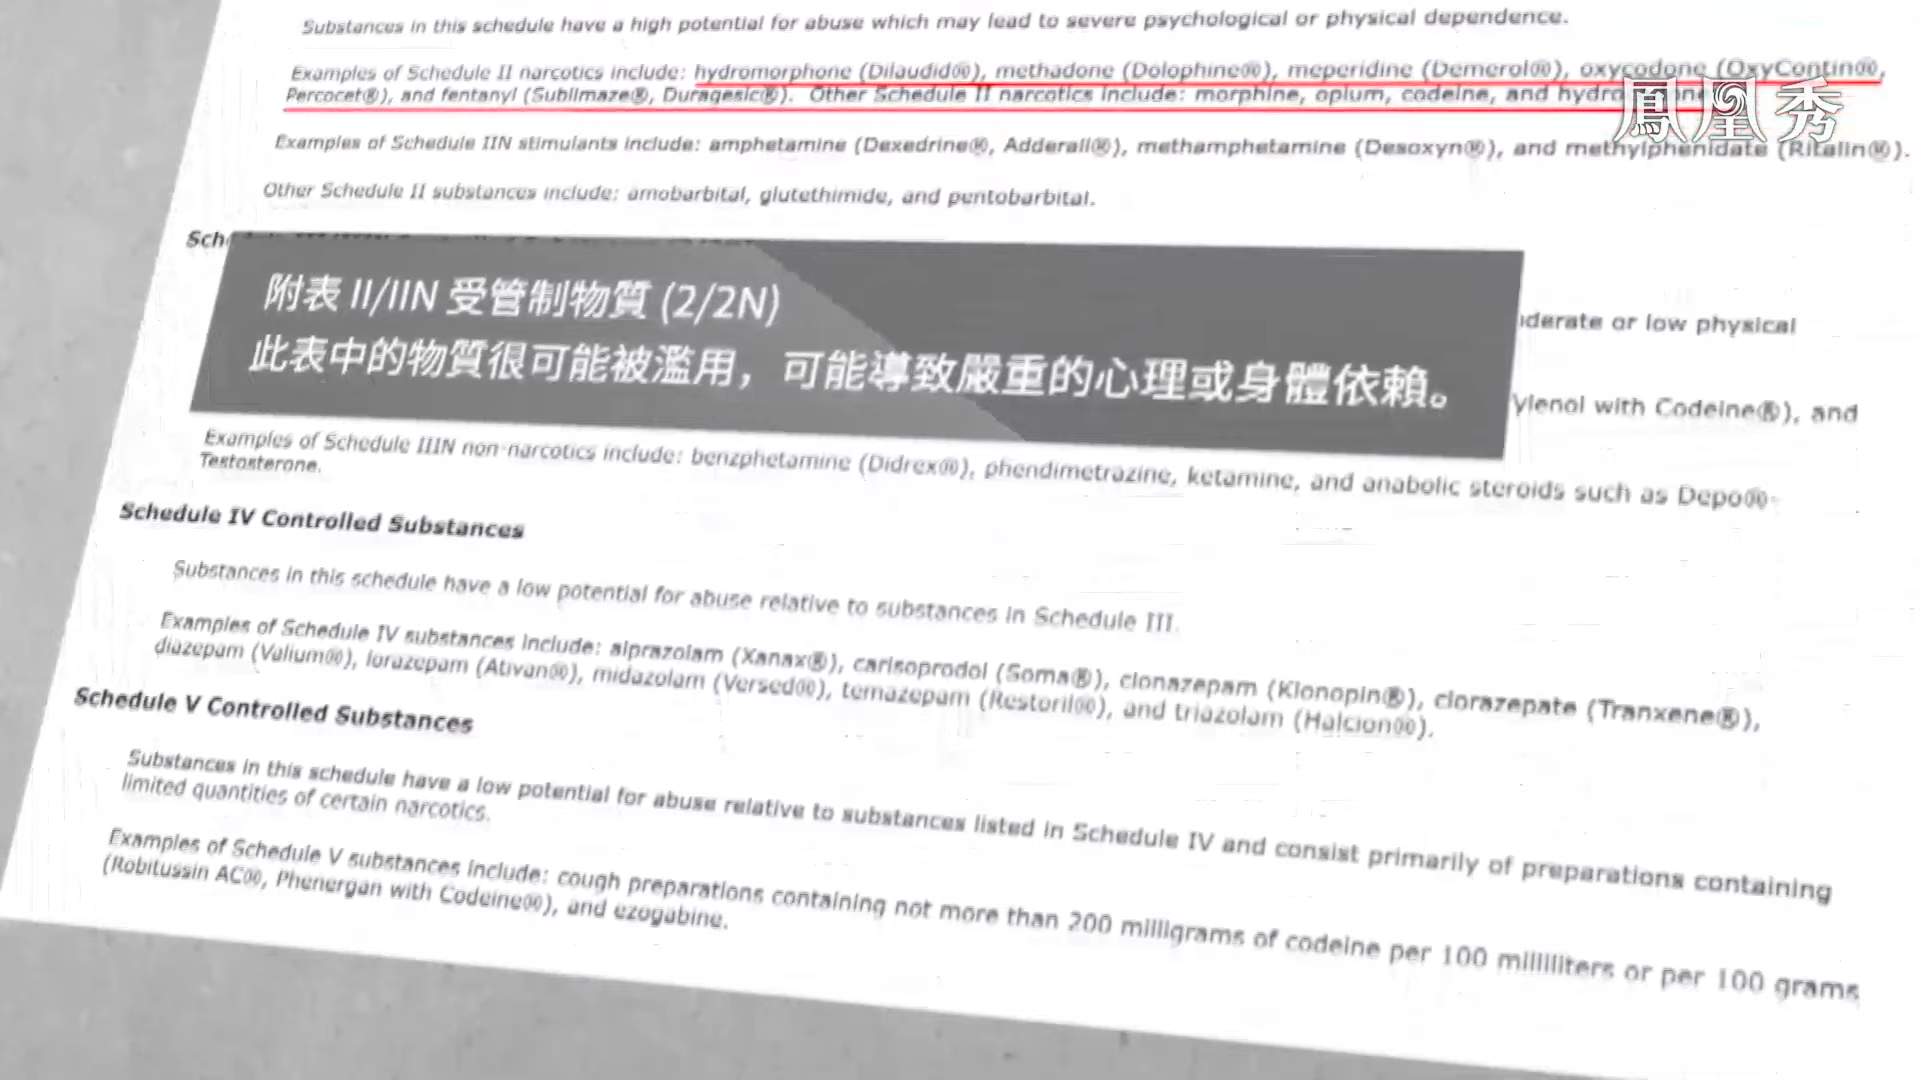 Substances in this schedule have a high potential for abuse which may lead to severe psychological or physical dependence.
鳳凰秀
Examples of Schedule II narcotics include: hydromorphone (Dilaudid®), methadone (Dolophine®), meperidine (Demerol®), oxycodone (OxyContin®,
Percocet®), and fentanyl (Sublimaze®, Duragesic®). Other Schedule II narcotics include: morphine, opium, codeine, and
Examples of Schedule IIN stimulants include: amphetamine (Dexedrine®, Adderall®), methamphetamine (Desoxyn®), and methylphenidate (Ritalin®).
Other Schedule II substances include: amobarbital, glutethimide, and pentobarbital.
附表 II/IIN 受管制物質 (2/2N)
此表中的物質很可能被濫用，可能導致嚴重的心理或身體依賴。
or low physical
with Codeine®), and
Examples of Schedule IIIN non-narcotics include: benzphetamine (Didrex®), phendimetrazine, ketamine, and anabolic steroids such as Depo®-
Testosterone.
Schedule IV Controlled Substances
Substances in this schedule have a low potential for abuse relative to substances in Schedule III.
Examples of Schedule IV substances include: alprazolam (Xanax®), carisoprodol (Soma®), clonazepam (Klonopin®), clorazepate (Tranxene®),
diazepam (Valium®), lorazepam (Ativan®), midazolam (Versed®), temazepam (Restoril®), and triazolam (Halcion®).
Schedule V Controlled Substances
Substances in this schedule have a low potential for abuse relative to substances listed in Schedule IV and consist primarily of preparations containing
limited quantities of certain narcotics.
Examples of Schedule V substances include: cough preparations containing not more than 200 milligrams of codeine per 100 milliliters or per 100 grams
(Robitussin AC®, Phenergan with Codeine®), and ezogabine.